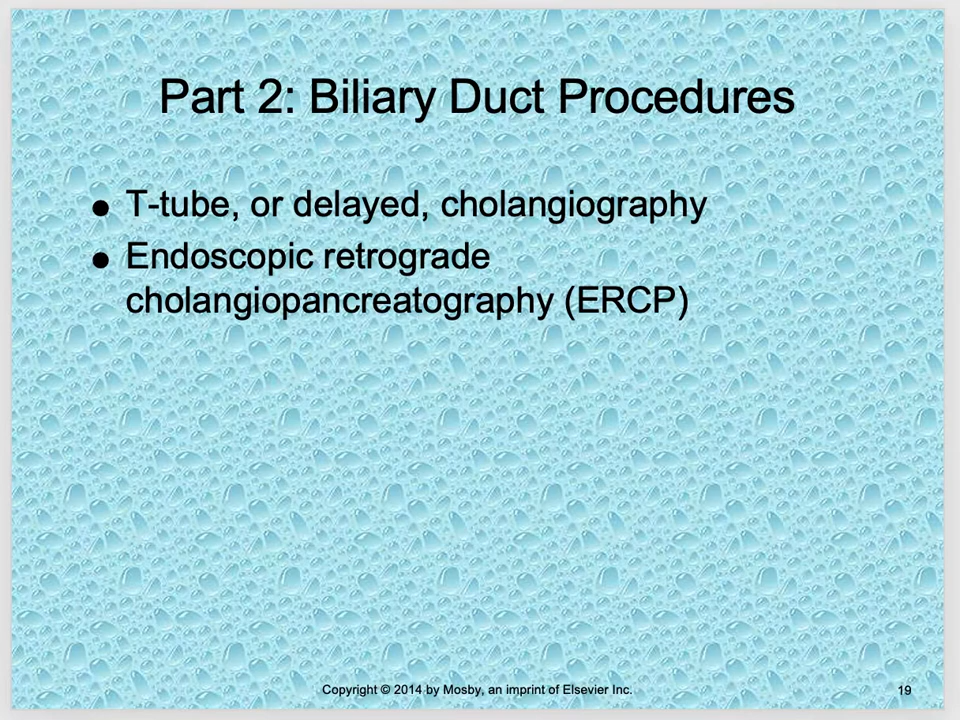 Part 2: Biliary Duct Procedures
● T-tube, or delayed, cholangiography
● Endoscopic retrograde
cholangiopancreatography (ERCP)
Copyright © 2014 by Mosby, an imprint of Elsevier Inc.
19